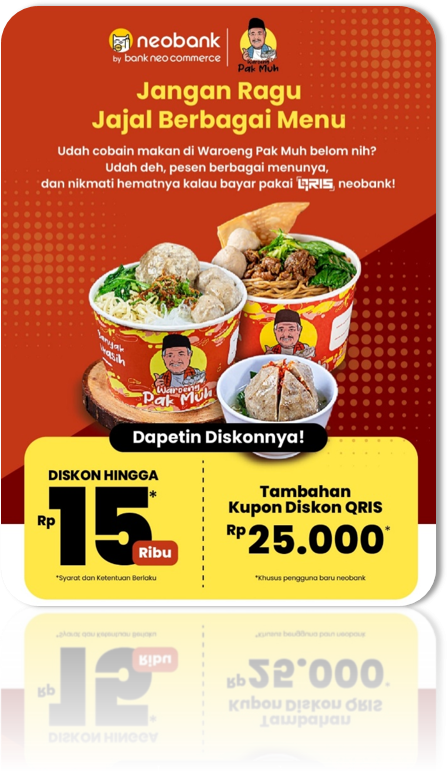 neobank
by bank neo commerce
Waroeng
Pak Muh
Jangan Ragu
Jajal Berbagai Menu
Udah cobain makan di Waroeng Pak Muh belom nih?
Udah deh, pesen berbagai menunya,
dan nikmati hematnya kalau bayar pakai QRIS neobank!
Banyak
Waroeng
Pak Muh
Dapetin Diskonnya!
DISKON HINGGA
Rp 15* Ribu
*Syarat dan Ketentuan Berlaku
Tambahan
Kupon Diskon QRIS
Rp 25.000*
*Khusus pengguna baru neobank